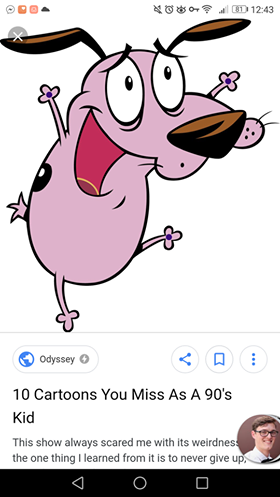 81 12:43
Odyssey
10 Cartoons You Miss As A 90's
Kid
This show always scared me with its weirdness
the one thing I learned from it is to never give up,